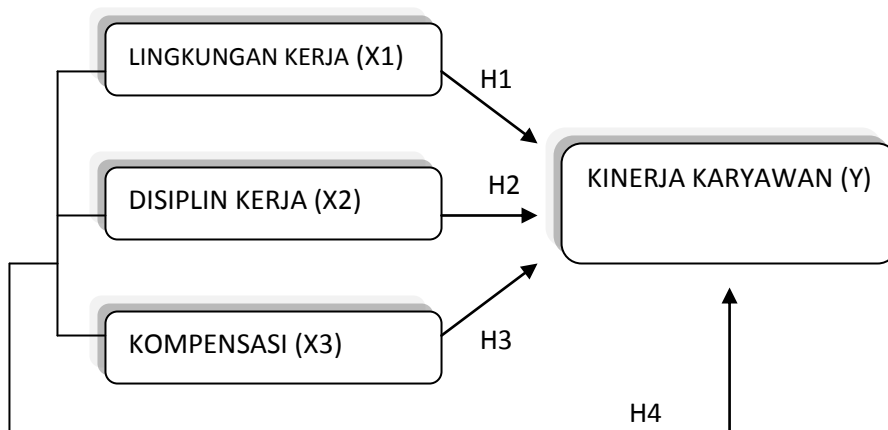 LINGKUNGAN KERJA (X1)
H1
H2
KINERJA KARYAWAN (Y)
DISIPLIN KERJA (X2)
KOMPENSASI (X3)
H3
H4